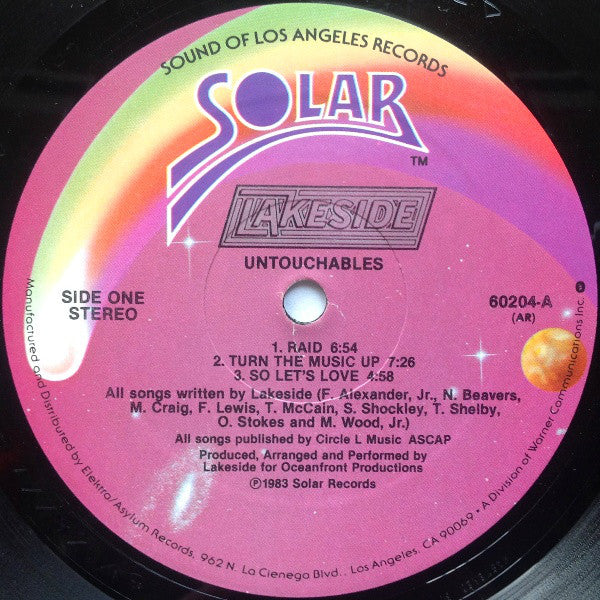 SOUND OF LOS ANGELES RECORDS
SOLAR
TM
LAKESIDE
UNTOUCHABLES
SIDE ONE
STEREO
60204-A
(AR)
1. RAID 6:54
2. TURN THE MUSIC UP 7:26
3. SO LET'S LOVE 4:58
All songs written by Lakeside (F. Alexander, Jr., N. Beavers,
M. Craig, F. Lewis, T. McCain, S. Shockley, T. Shelby,
O. Stokes and M. Wood, Jr.)
All songs published by Circle L Music ASCAP
Produced, Arranged and Performed by
Lakeside for Oceanfront Productions
Ⓟ1983 Solar Records
Manufactured and Distributed by Elektra/Asylum Records, 962 N. La Cienego Blvd., Los Angeles, CA 90069 • A Division of Warner Communications Inc.